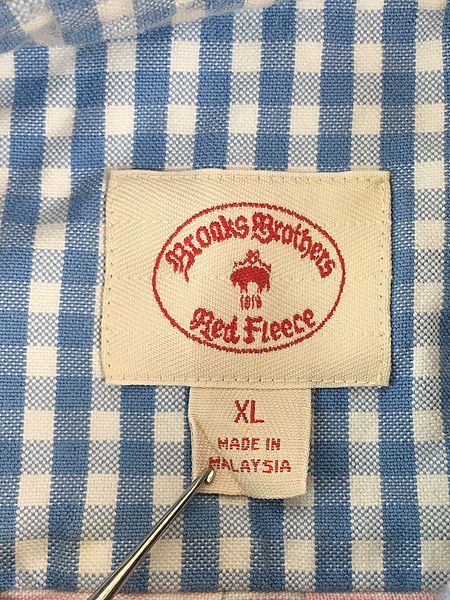 Brooks Brothers
1818
Red Fleece
XL
MADE IN
MALAYSIA